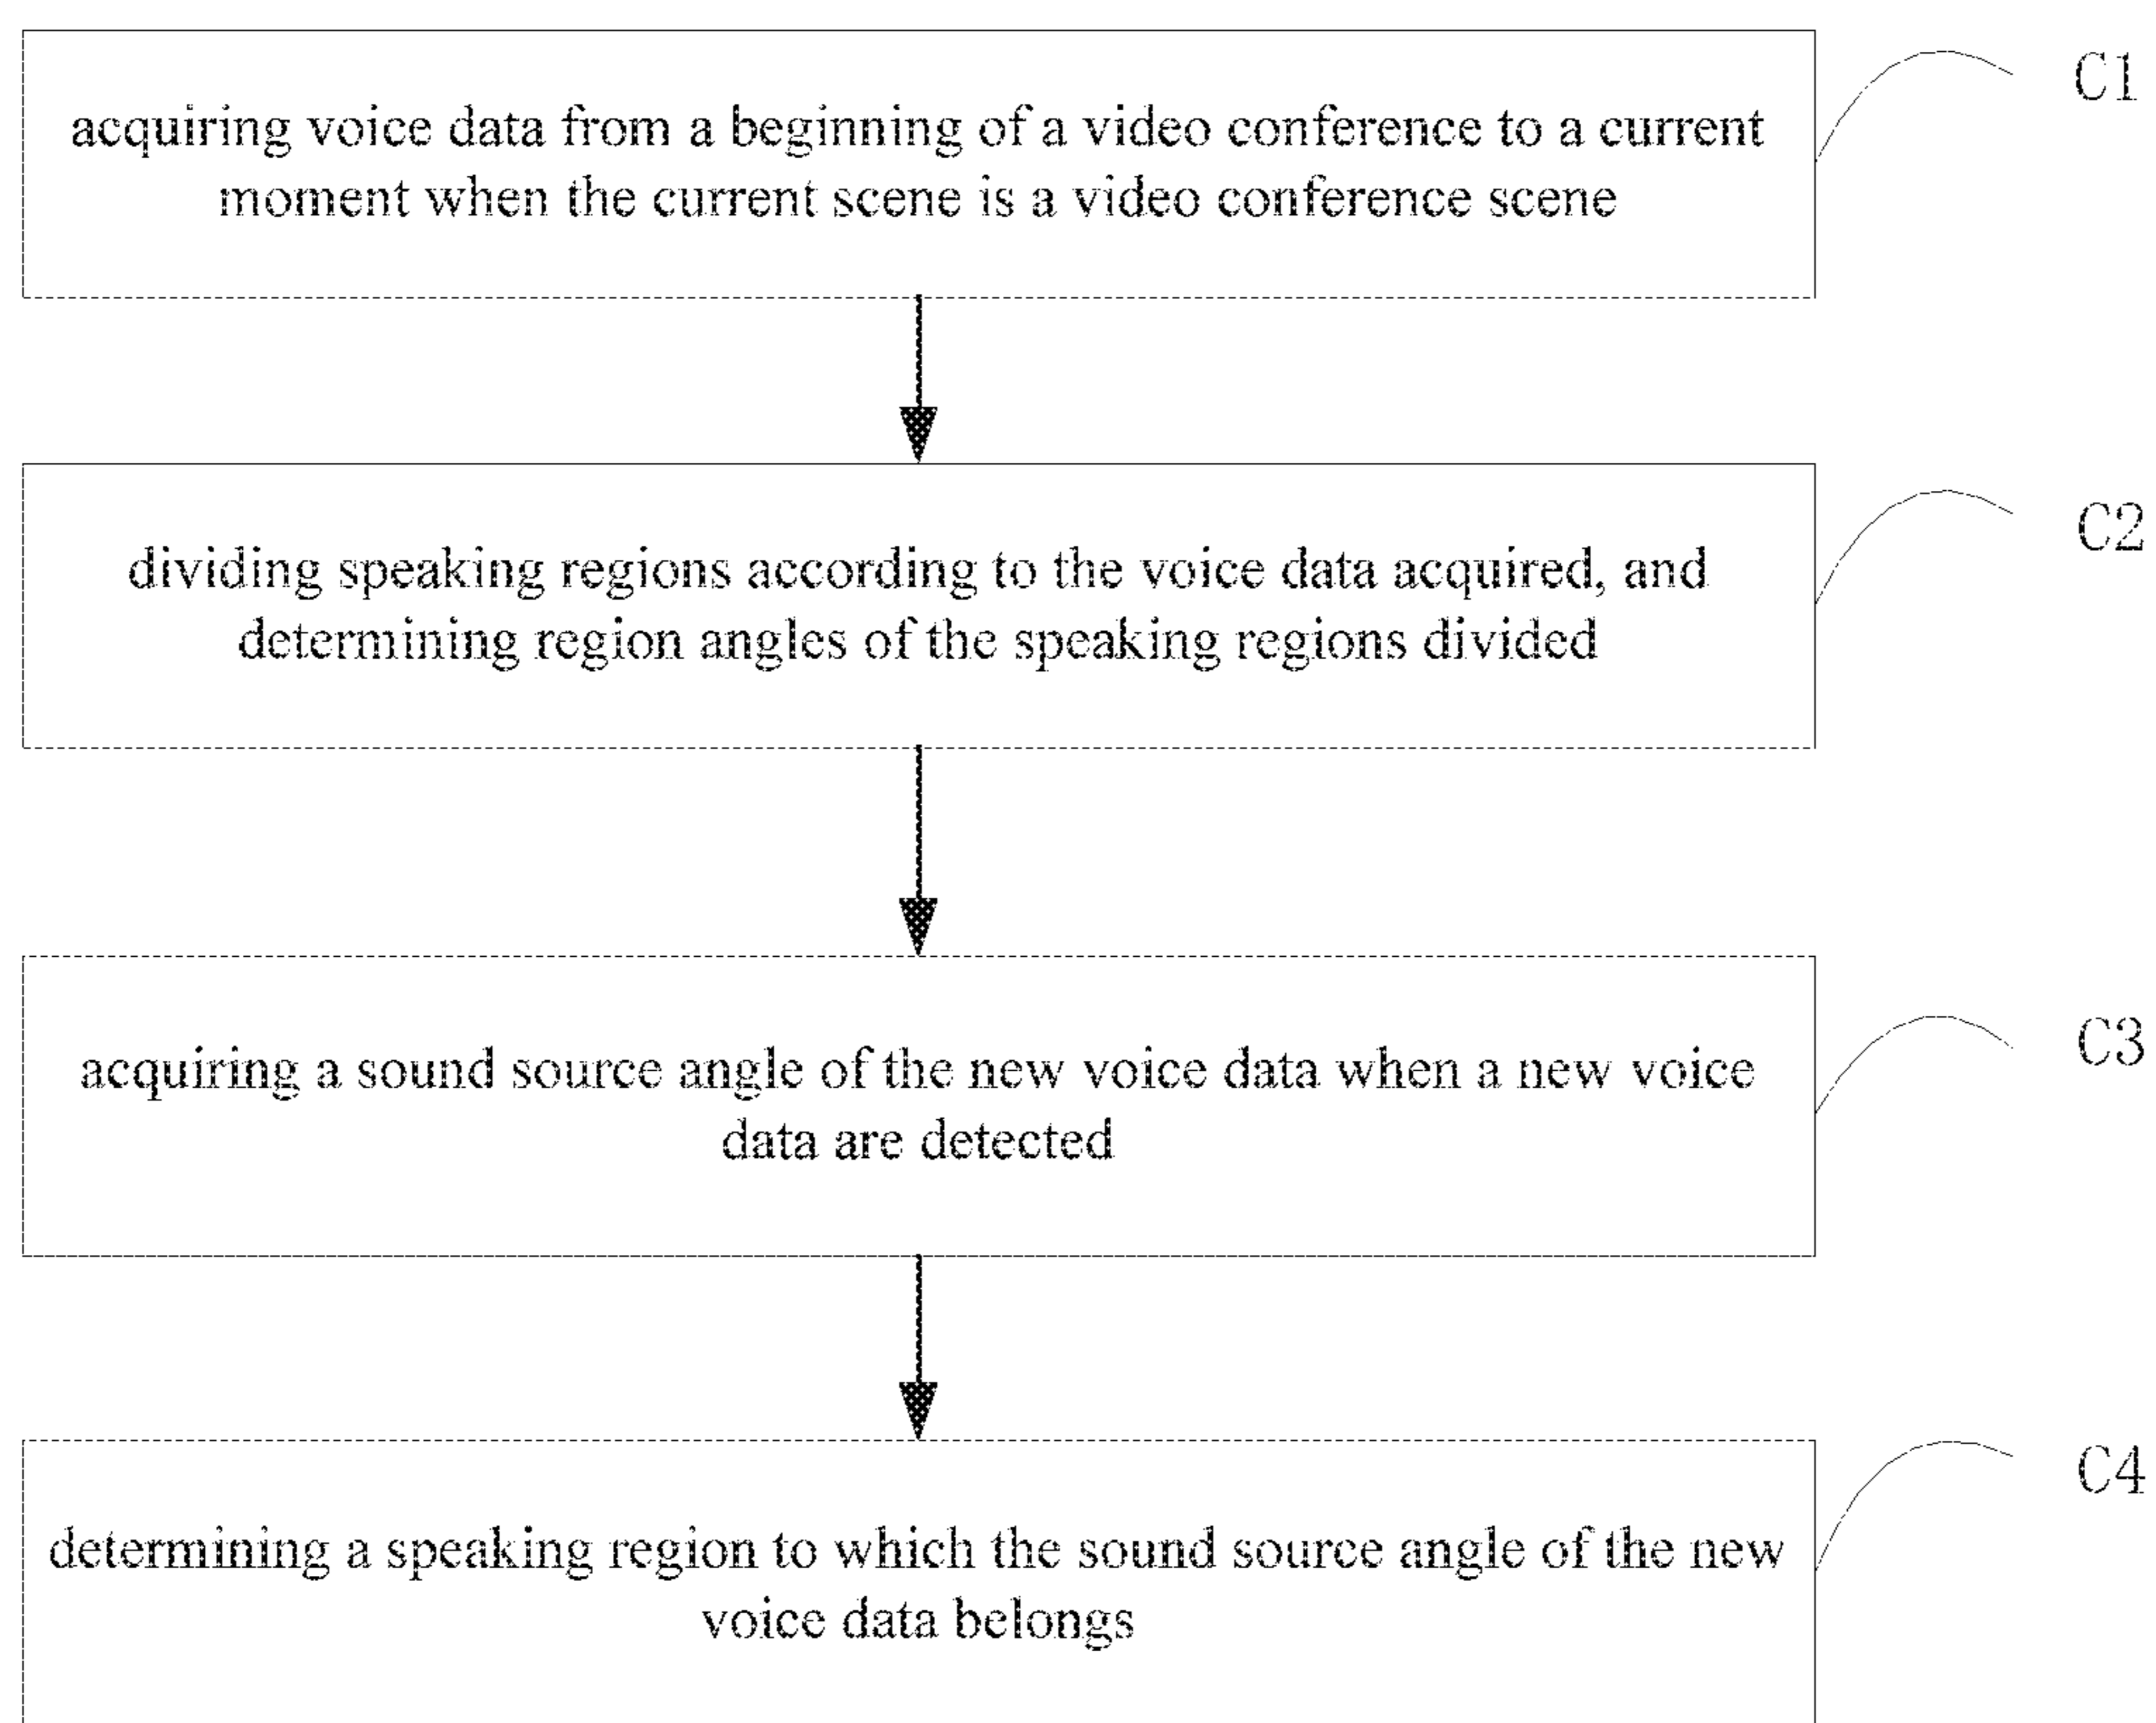 acquiring voice data from a beginning of a video conference to a current
moment when the current scene is a video conference scene
C1
dividing speaking regions according to the voice data acquired, and
determining region angles of the speaking regions divided
C2
acquiring a sound source angle of the new voice data when a new voice
data are detected
C3
determining a speaking region to which the sound source angle of the new
voice data belongs
C4